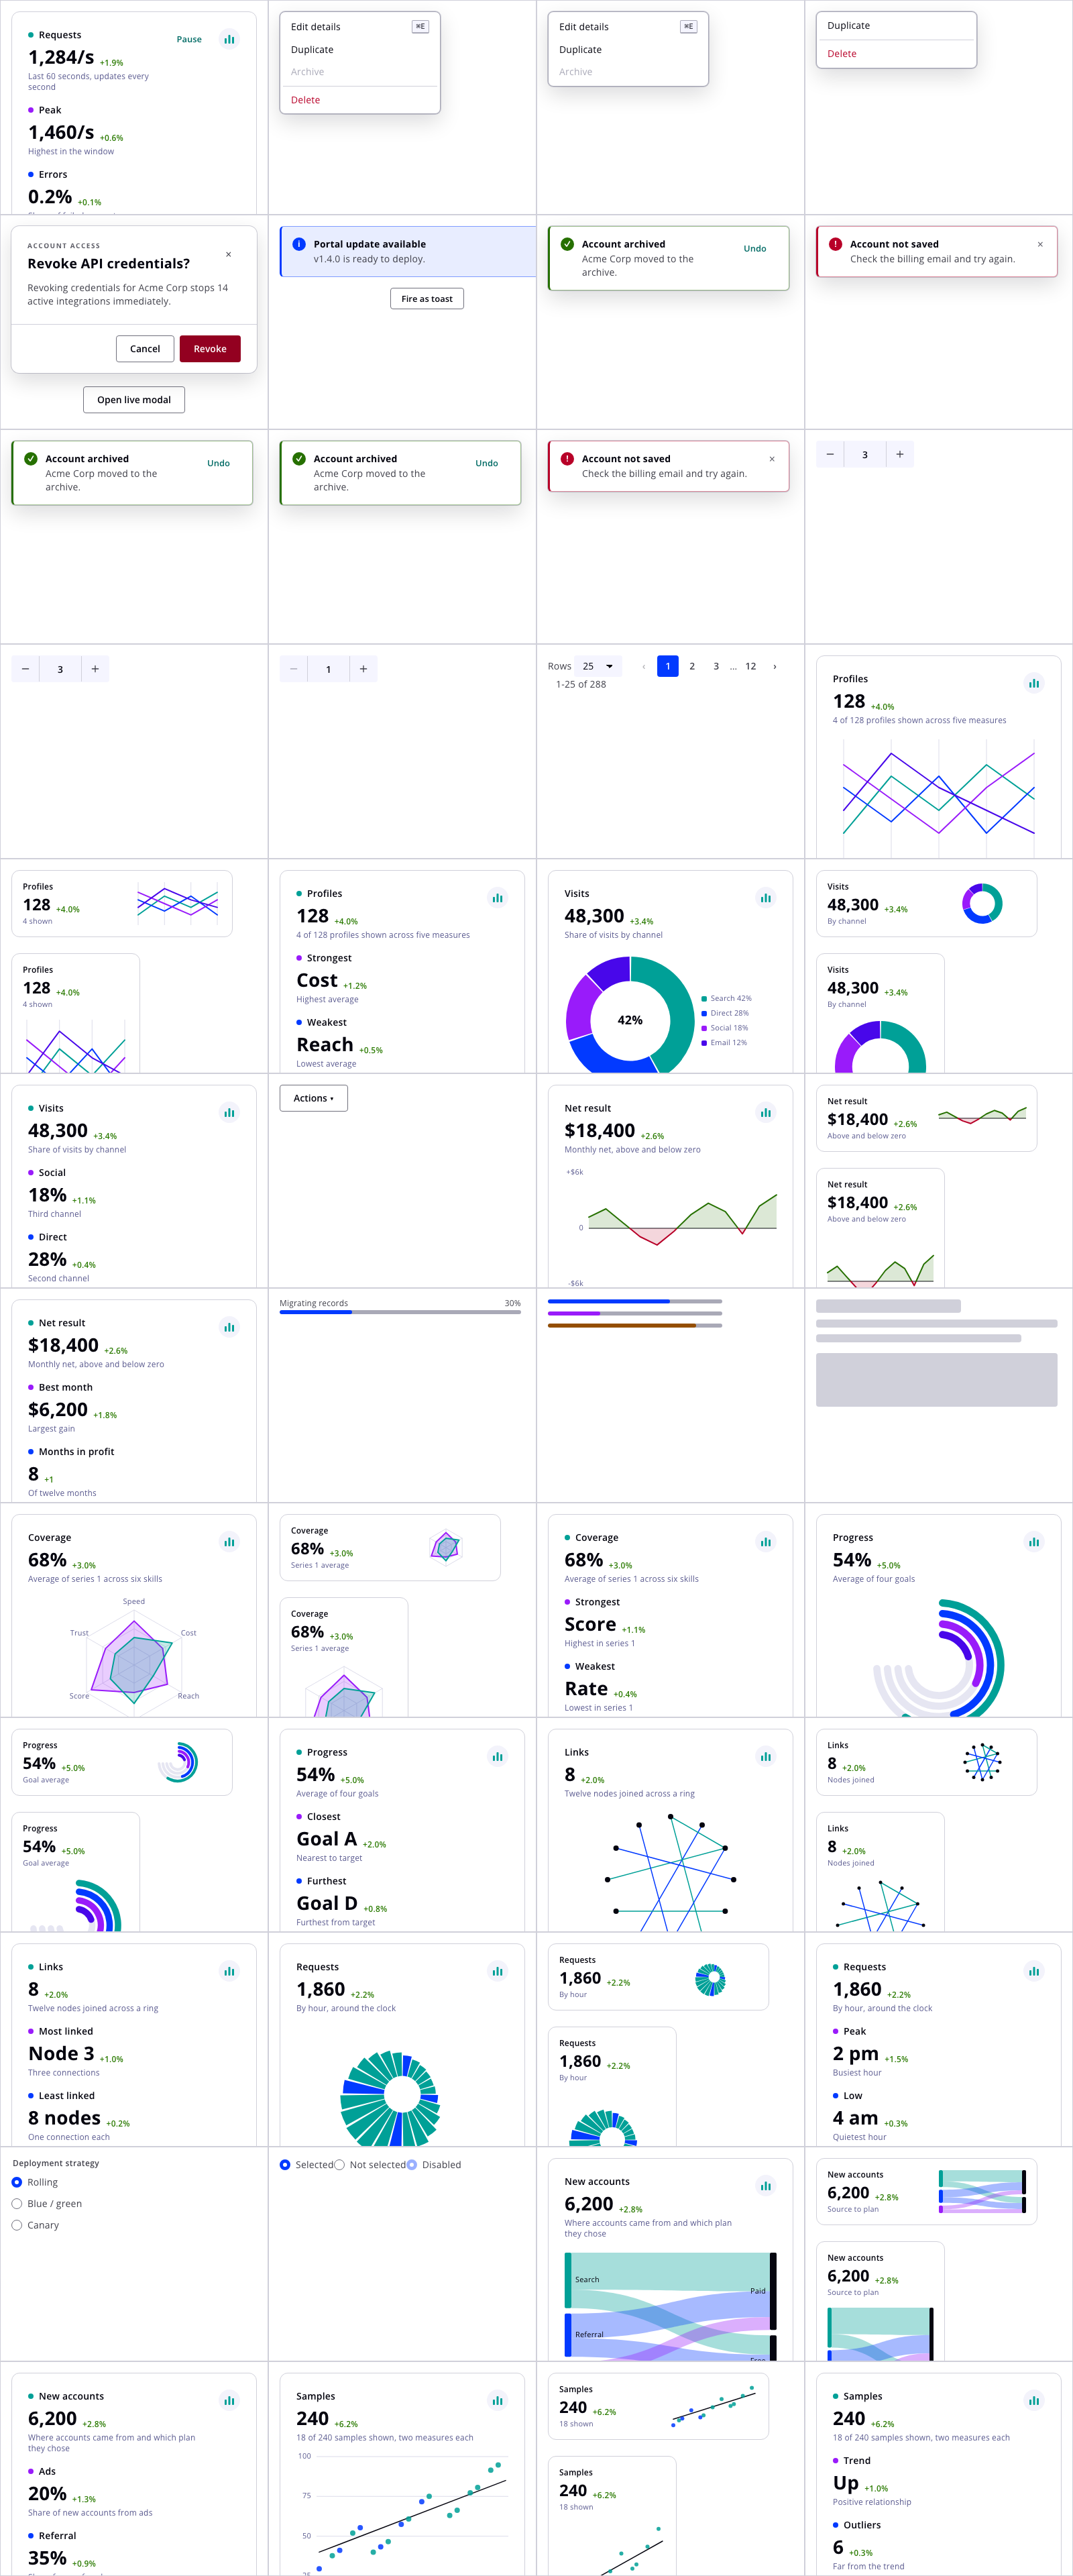 Requests
Pause
1,284/s +1.9%
Last 60 seconds, updates every
second
Peak
1,460/s +0.6%
Highest in the window
Errors
0.2% +0.1%
Edit details ⌘E
Duplicate
Archive
Delete
Edit details ⌘E
Duplicate
Archive
Duplicate
Delete
ACCOUNT ACCESS
Revoke API credentials? ×
Revoking credentials for Acme Corp stops 14
active integrations immediately.
Cancel
Revoke
Open live modal
Portal update available
v1.4.0 is ready to deploy.
Fire as toast
Account archived
Acme Corp moved to the
archive.
Undo
Account not saved ×
Check the billing email and try again.
Account archived
Acme Corp moved to the
archive.
Undo
Account archived
Acme Corp moved to the
archive.
Undo
Account not saved ×
Check the billing email and try again.
− 3 +
− 3 +
− 1 +
Rows 25 ‹ 1 2 3 … 12 ›
1-25 of 288
Profiles
128 +4.0%
4 of 128 profiles shown across five measures
Profiles
128 +4.0%
4 shown
Profiles
128 +4.0%
4 shown
Profiles
128 +4.0%
4 of 128 profiles shown across five measures
Strongest
Cost +1.2%
Highest average
Weakest
Reach +0.5%
Lowest average
Visits
48,300 +3.4%
Share of visits by channel
42%
Search 42%
Direct 28%
Social 18%
Email 12%
Visits
48,300 +3.4%
By channel
Visits
48,300 +3.4%
By channel
Visits
48,300 +3.4%
Share of visits by channel
Social
18% +1.1%
Third channel
Direct
28% +0.4%
Second channel
Actions ▾
Net result
$18,400 +2.6%
Monthly net, above and below zero
+$6k
0
-$6k
Net result
$18,400 +2.6%
Above and below zero
Net result
$18,400 +2.6%
Above and below zero
Net result
$18,400 +2.6%
Monthly net, above and below zero
Best month
$6,200 +1.8%
Largest gain
Months in profit
8 +1
Of twelve months
Migrating records 30%
Coverage
68% +3.0%
Average of series 1 across six skills
Speed
Trust
Cost
Score
Reach
Coverage
68% +3.0%
Series 1 average
Coverage
68% +3.0%
Series 1 average
Coverage
68% +3.0%
Average of series 1 across six skills
Strongest
Score +1.1%
Highest in series 1
Weakest
Rate +0.4%
Lowest in series 1
Progress
54% +5.0%
Average of four goals
Progress
54% +5.0%
Goal average
Progress
54% +5.0%
Goal average
Progress
54% +5.0%
Average of four goals
Closest
Goal A +2.0%
Nearest to target
Furthest
Goal D +0.8%
Furthest from target
Links
8 +2.0%
Twelve nodes joined across a ring
Links
8 +2.0%
Nodes joined
Links
8 +2.0%
Nodes joined
Links
8 +2.0%
Twelve nodes joined across a ring
Most linked
Node 3 +1.0%
Three connections
Least linked
8 nodes +0.2%
One connection each
Requests
1,860 +2.2%
By hour, around the clock
Requests
1,860 +2.2%
By hour
Requests
1,860 +2.2%
By hour
Requests
1,860 +2.2%
By hour, around the clock
Peak
2 pm +1.5%
Busiest hour
Low
4 am +0.3%
Quietest hour
Deployment strategy
Rolling
Blue / green
Canary
Selected Not selected Disabled
New accounts
6,200 +2.8%
Where accounts came from and which plan
they chose
Search
Paid
Referral
New accounts
6,200 +2.8%
Source to plan
New accounts
6,200 +2.8%
Source to plan
New accounts
6,200 +2.8%
Where accounts came from and which plan
they chose
Ads
20% +1.3%
Share of new accounts from ads
Referral
35% +0.9%
Samples
240 +6.2%
18 of 240 samples shown, two measures each
100
75
50
Samples
240 +6.2%
18 shown
Samples
240 +6.2%
18 shown
Samples
240 +6.2%
18 of 240 samples shown, two measures each
Trend
Up +1.0%
Positive relationship
Outliers
6 +0.3%
Far from the trend